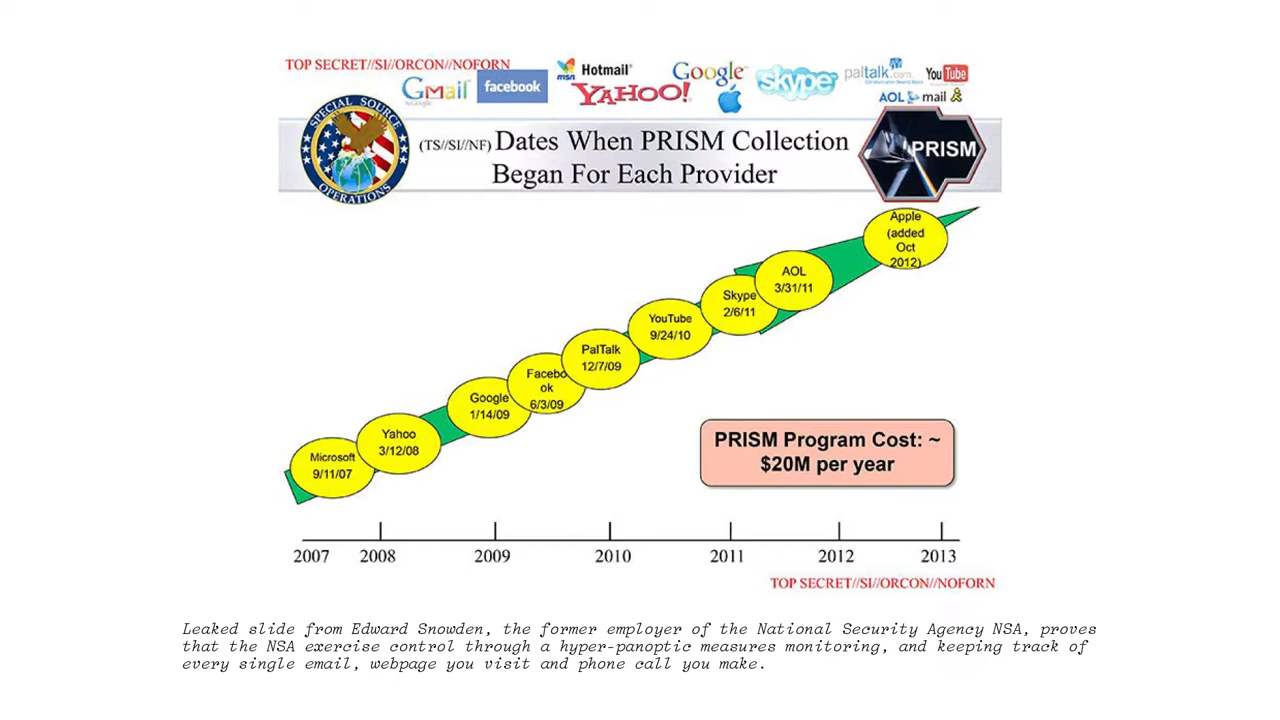 TOP SECRET//SI//ORCON//NOFORN
Gmail
by Google
facebook
msn
Hotmail
YAHOO!
Google
skype
paltalk.com
YouTube
AOL mail
SPECIAL SOURCE
OPERATIONS
(TS//SI//NF) Dates When PRISM Collection
Began For Each Provider
PRISM
Apple
(added
Oct
2012)
AOL
3/31/11
Skype
2/6/11
YouTube
9/24/10
PalTalk
12/7/09
Facebo
ok
6/3/09
Google
1/14/09
Yahoo
3/12/08
Microsoft
9/11/07
PRISM Program Cost: ~
$20M per year
2007 2008 2009 2010 2011 2012 2013
TOP SECRET//SI//ORCON//NOFORN
Leaked slide from Edward Snowden, the former employer of the National Security Agency NSA, proves
that the NSA exercise control through a hyper-panoptic measures monitoring, and keeping track of
every single email, webpage you visit and phone call you make.